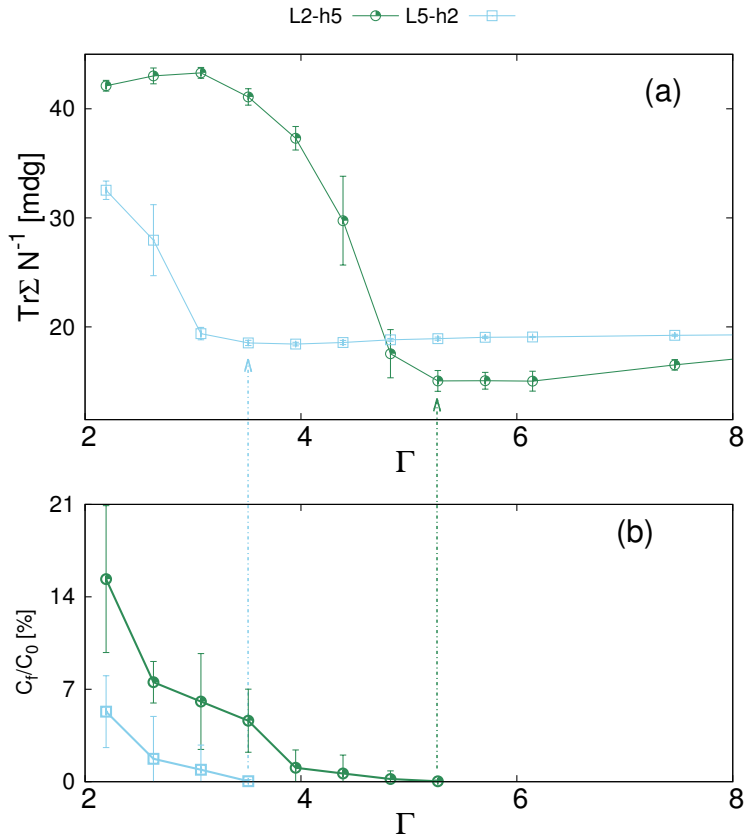 L2-h5 L5-h2
(a)
TrΣ N⁻¹ [mdg]
40
30
20
2 4 6 8
Γ
(b)
C_f/C_0 [%]
21
14
7
0
2 4 6 8
Γ